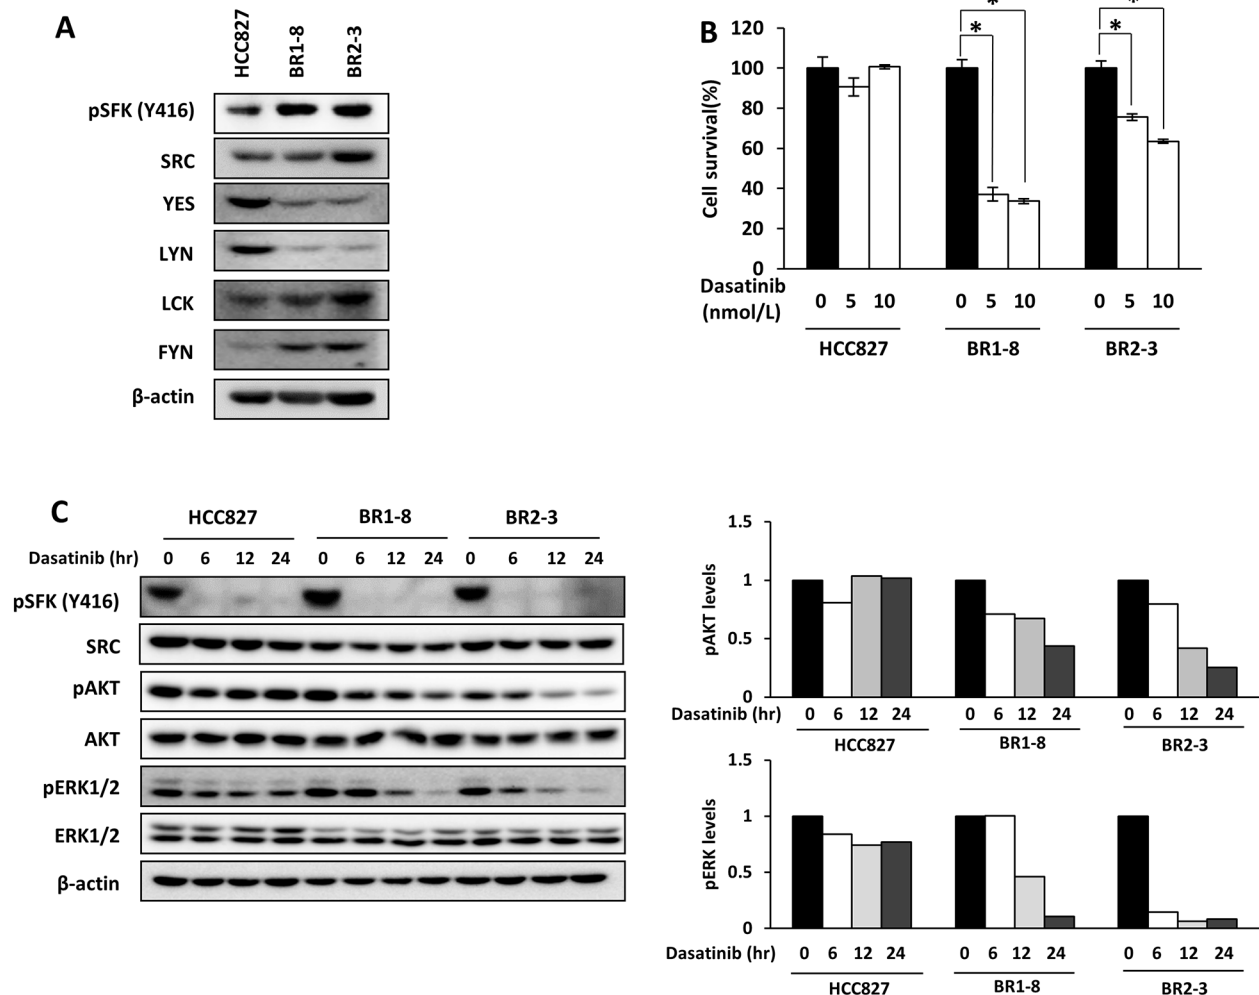 A
HCC827
BR1-8
BR2-3
pSFK (Y416)
SRC
YES
LYN
LCK
FYN
β-actin
B
* *
* *
Cell survival(%)
120
100
80
60
40
20
0
Dasatinib
(nmol/L)
0 5 10 0 5 10 0 5 10
HCC827 BR1-8 BR2-3
C
HCC827 BR1-8 BR2-3
Dasatinib (hr) 0 6 12 24 0 6 12 24 0 6 12 24
pSFK (Y416)
SRC
pAKT
AKT
pERK1/2
ERK1/2
β-actin
pAKT levels
1.5
1
0.5
0
Dasatinib (hr) 0 6 12 24 0 6 12 24 0 6 12 24
HCC827 BR1-8 BR2-3
pERK levels
1.5
1
0.5
0
Dasatinib (hr) 0 6 12 24 0 6 12 24 0 6 12 24
HCC827 BR1-8 BR2-3